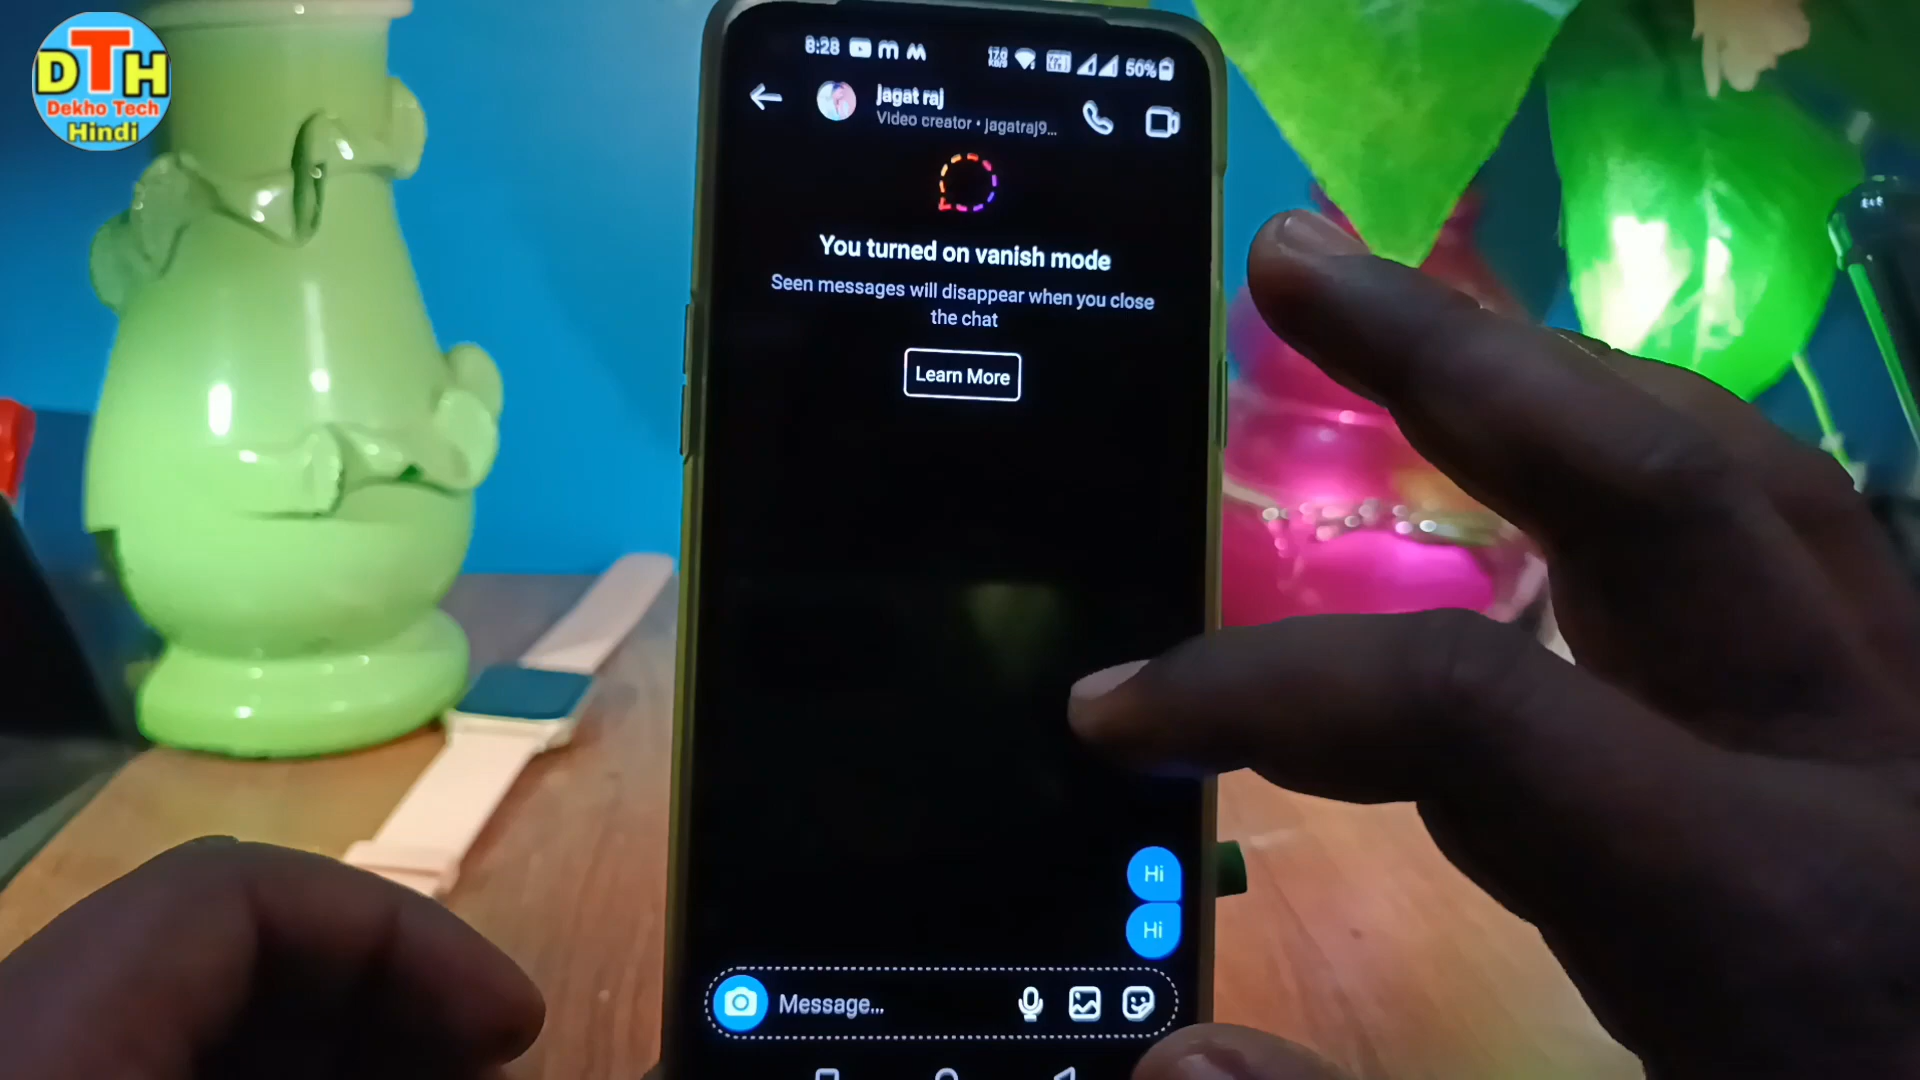 DTH
Dekho Tech
Hindi
8:28
50%
Jagat raj
Video creator • jagatraj9...
You turned on vanish mode
Seen messages will disappear when you close
the chat
Learn More
Hi
Hi
Message...